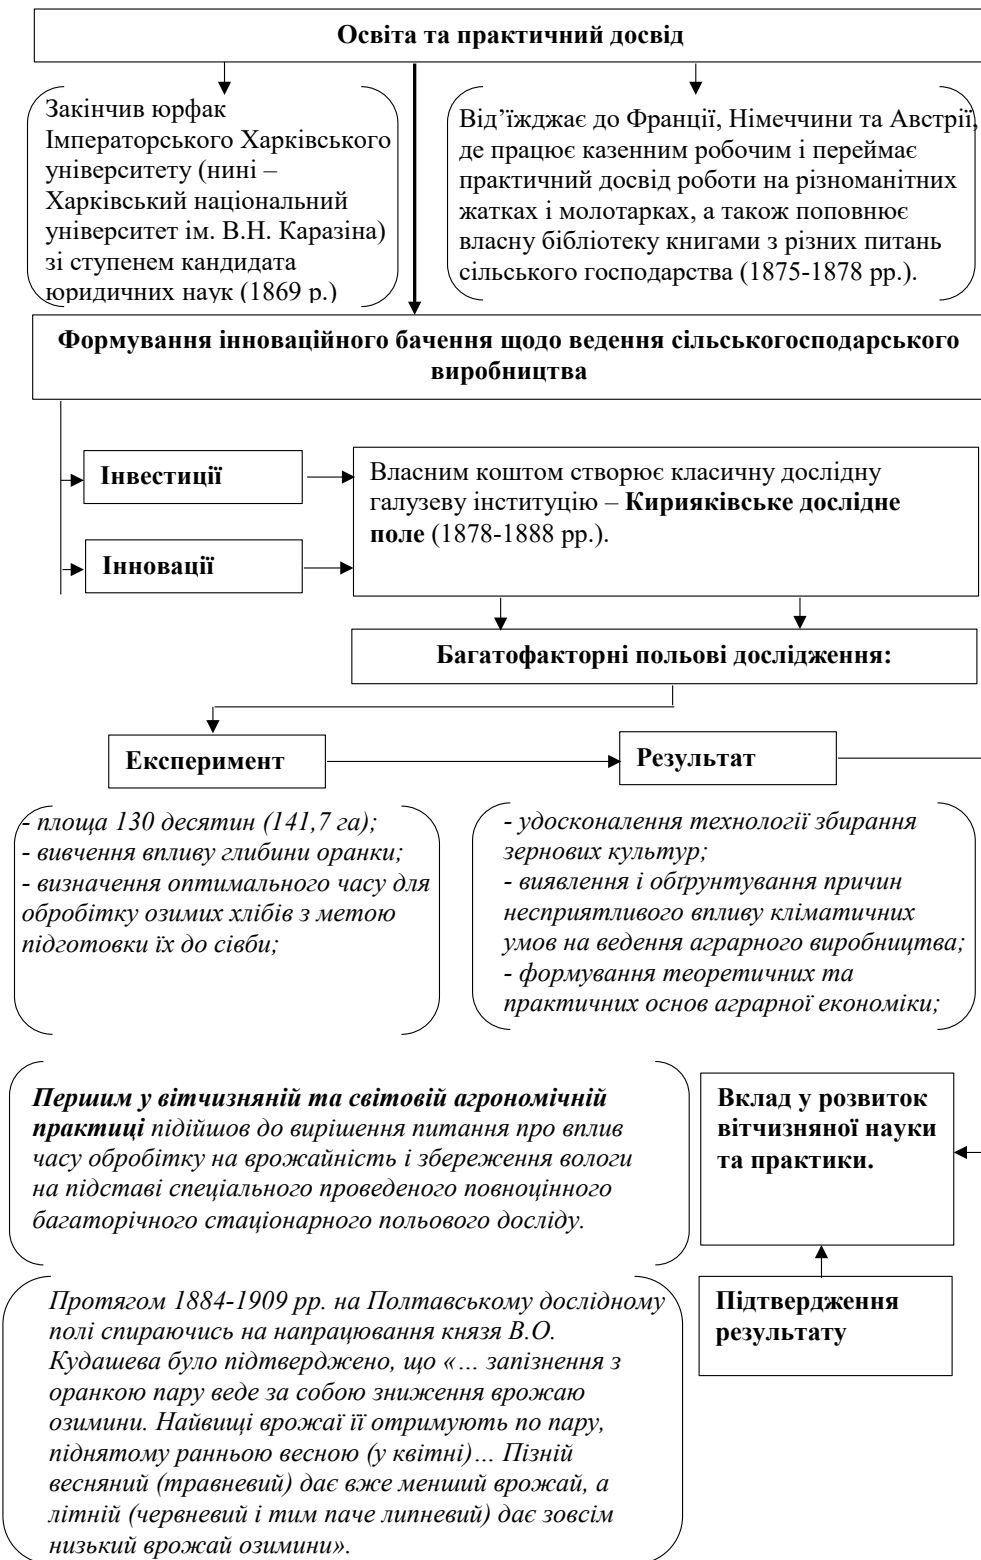 Освіта та практичний досвід
Закінчив юрфак
Імператорського Харківського
університету (нині –
Харківський національний
університет ім. В.Н. Каразіна)
зі ступенем кандидата
юридичних наук (1869 р.)
Від’їжджає до Франції, Німеччини та Австрії,
де працює казенним робочим і переймає
практичний досвід роботи на різноманітних
жатках і молотарках, а також поповнює
власну бібліотеку книгами з різних питань
сільського господарства (1875-1878 рр.).
Формування інноваційного бачення щодо ведення сільськогосподарського
виробництва
Інвестиції
Власним коштом створює класичну дослідну
галузеву інституцію – Кирияківське дослідне
поле (1878-1888 рр.).
Інновації
Багатофакторні польові дослідження:
Експеримент
Результат
- площа 130 десятин (141,7 га);
- вивчення впливу глибини оранки;
- визначення оптимального часу для
обробітку озимих хлібів з метою
підготовки їх до сівби;
- удосконалення технології збирання
зернових культур;
- виявлення і обґрунтування причин
несприятливого впливу кліматичних
умов на ведення аграрного виробництва;
- формування теоретичних та
практичних основ аграрної економіки;
Першим у вітчизняній та світовій агрономічній
практиці підійшов до вирішення питання про вплив
часу обробітку на врожайність і збереження вологи
на підставі спеціального проведеного повноцінного
багаторічного стаціонарного польового досліду.
Вклад у розвиток
вітчизняної науки
та практики.
Протягом 1884-1909 рр. на Полтавському дослідному
полі спираючись на напрацювання князя В.О.
Кудашева було підтверджено, що «… запізнення з
оранкою пару веде за собою зниження врожаю
озимини. Найвищі врожаї її отримують по пару,
піднятому ранньою весною (у квітні)… Пізній
весняний (травневий) дає вже менший врожай, а
літній (червневий і тим паче липневий) дає зовсім
низький врожай озимини».
Підтвердження
результату